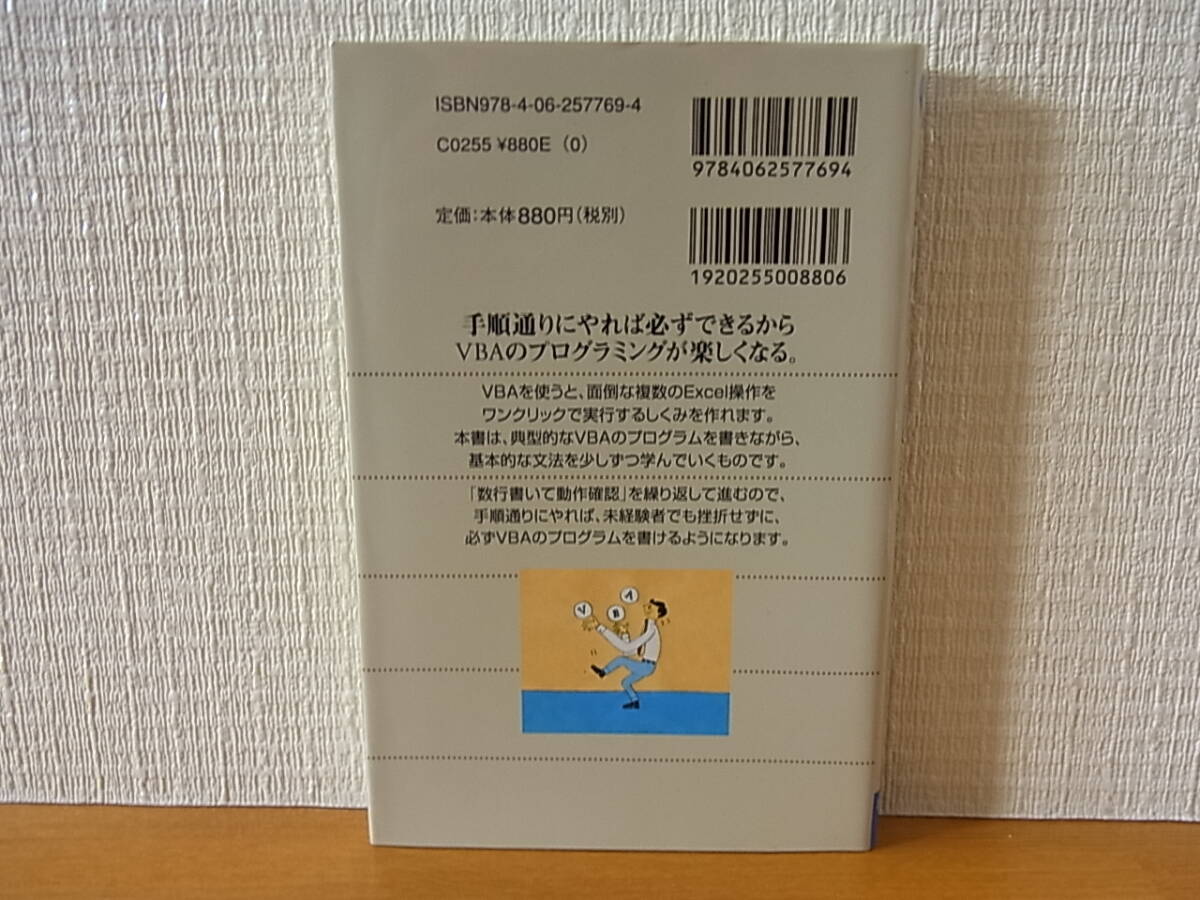 ISBN978-4-06-257769-4
C0255 ¥880E (0)
定価:本体880円(税別)
9784062577694
1920255008806
手順通りにやれば必ずできるから
VBAのプログラミングが楽しくなる。
VBAを使うと、面倒な複数のExcel操作を
ワンクリックで実行するしくみを作れます。
本書は、典型的なVBAのプログラムを書きながら、
基本的な文法を少しずつ学んでいくものです。
「数行書いて動作確認」を繰り返して進むので、
手順通りにやれば、未経験者でも挫折せずに、
必ずVBAのプログラムを書けるようになります。
V B A